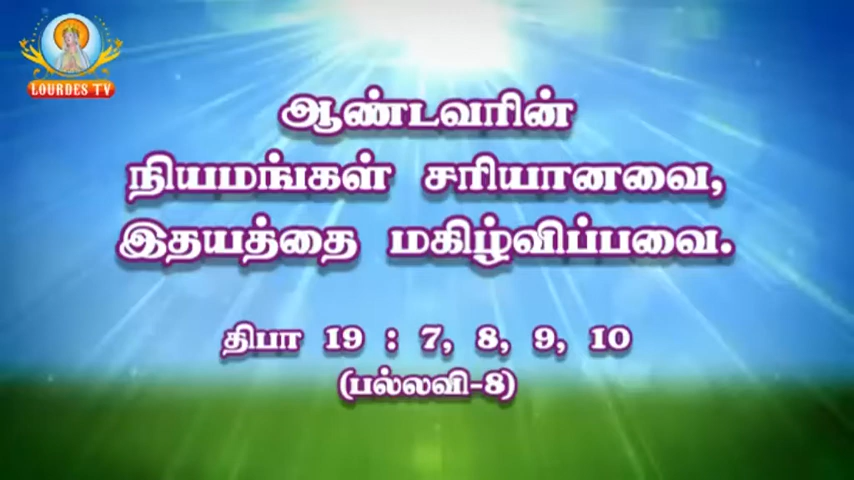 LOURDES TV
ஆண்டவரின்
நியமங்கள் சரியானவை,
இதயத்தை மகிழ்விப்பவை.
திபா 19 : 7, 8, 9, 10
(பல்லவி-8)